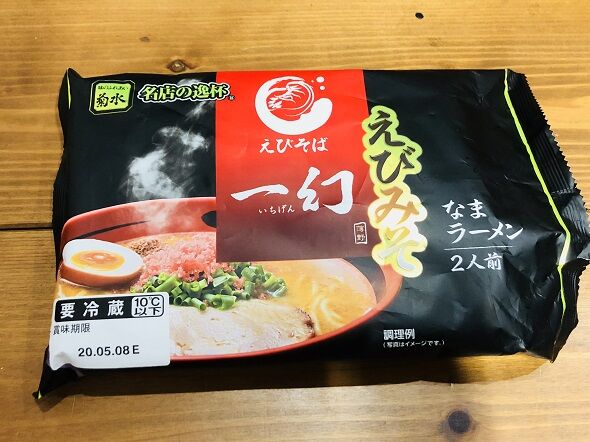 菊水
名店の逸杯®
えびそば
一幻
いちげん
えびみそ
なま
ラーメン
2人前
要冷蔵 10℃以下
賞味期限
20.05.08 E
調理例
(写真はイメージです。)